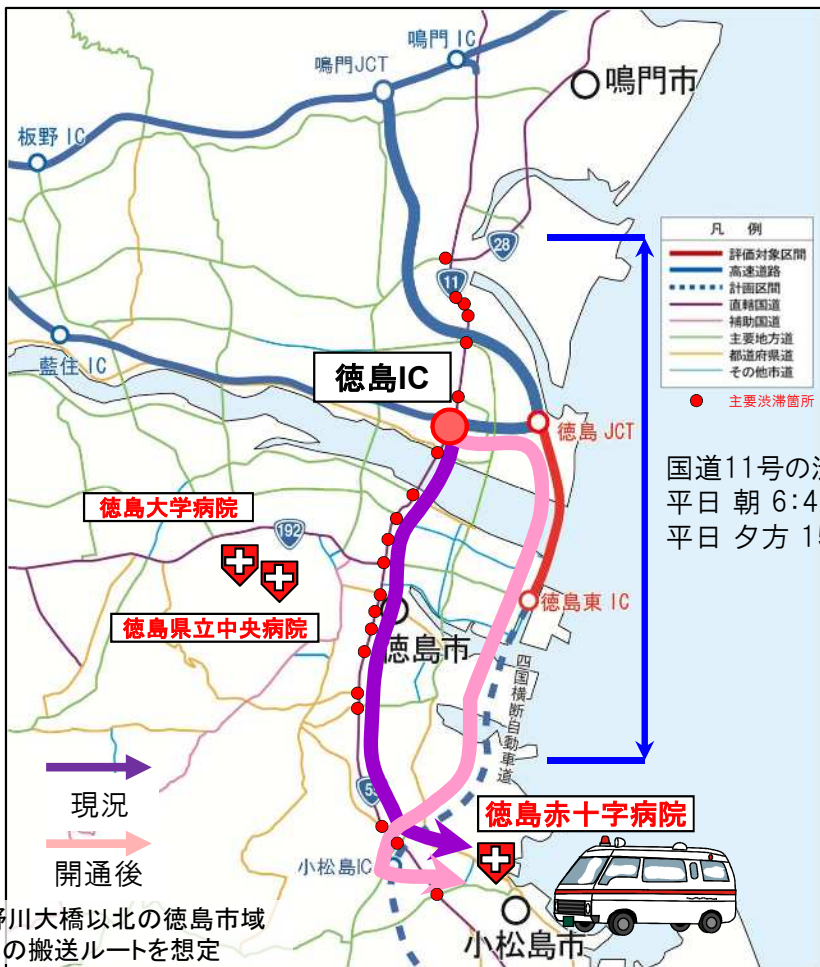 鳴門 IC
鳴門JCT
鳴門市
板野 IC
28
11
凡 例
評価対象区間
高速道路
計画区間
直轄国道
補助国道
主要地方道
都道府県道
その他市道
主要渋滞箇所
藍住 IC
徳島IC
徳島 JCT
国道11号の
平日 朝 6:4
平日 夕方 1
徳島大学病院
192
徳島県立中央病院
徳島東 IC
徳島市
四国横断自動車道
現況
55
徳島赤十字病院
開通後
小松島IC
野川大橋以北の徳島市域
の搬送ルートを想定
小松島市